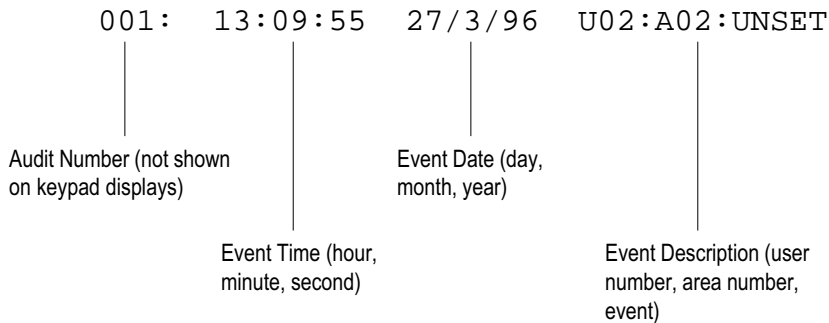 001: 13:09:55 27/3/96 U02:A02:UNSET
Audit Number (not shown
on keypad displays)
Event Date (day,
month, year)
Event Time (hour,
minute, second)
Event Description (user
number, area number,
event)